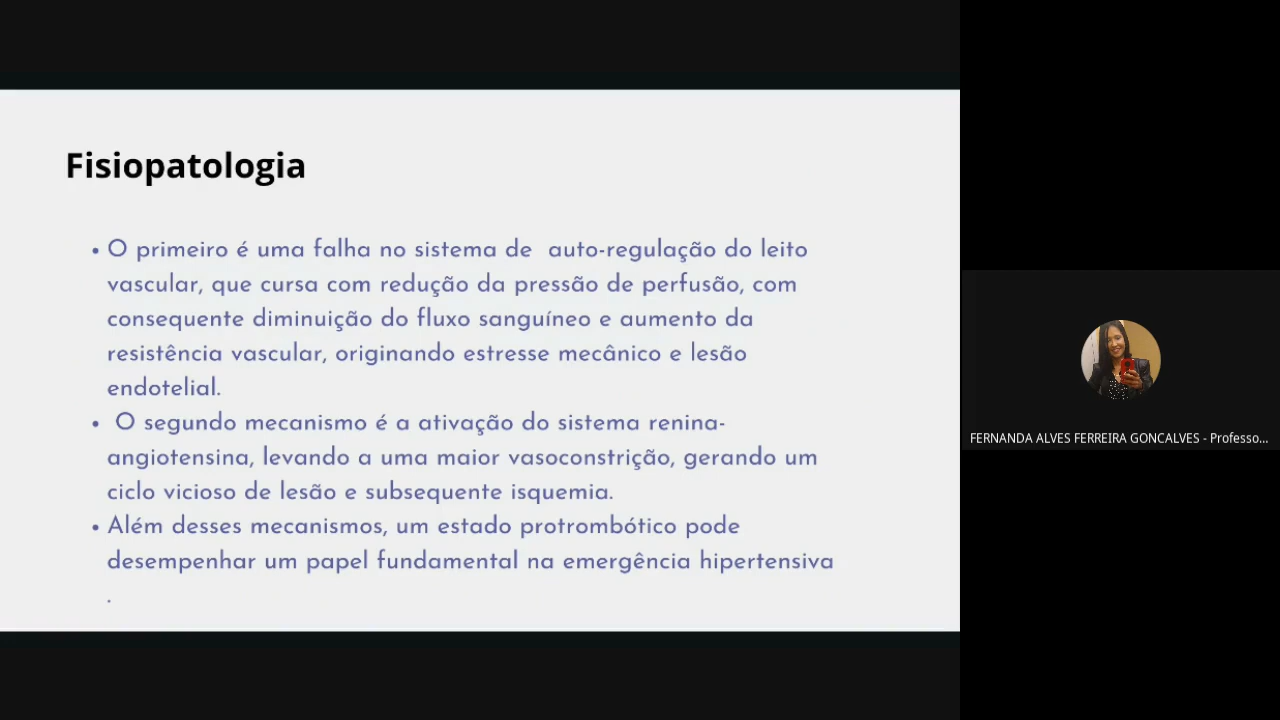 Fisiopatologia
• O primeiro é uma falha no sistema de auto-regulação do leito
vascular, que cursa com redução da pressão de perfusão, com
consequente diminuição do fluxo sanguíneo e aumento da
resistência vascular, originando estresse mecânico e lesão
endotelial.
• O segundo mecanismo é a ativação do sistema renina-
angiotensina, levando a uma maior vasoconstrição, gerando um
ciclo vicioso de lesão e subsequente isquemia.
• Além desses mecanismos, um estado protrombótico pode
desempenhar um papel fundamental na emergência hipertensiva
.
FERNANDA ALVES FERREIRA GONCALVES - Professo...